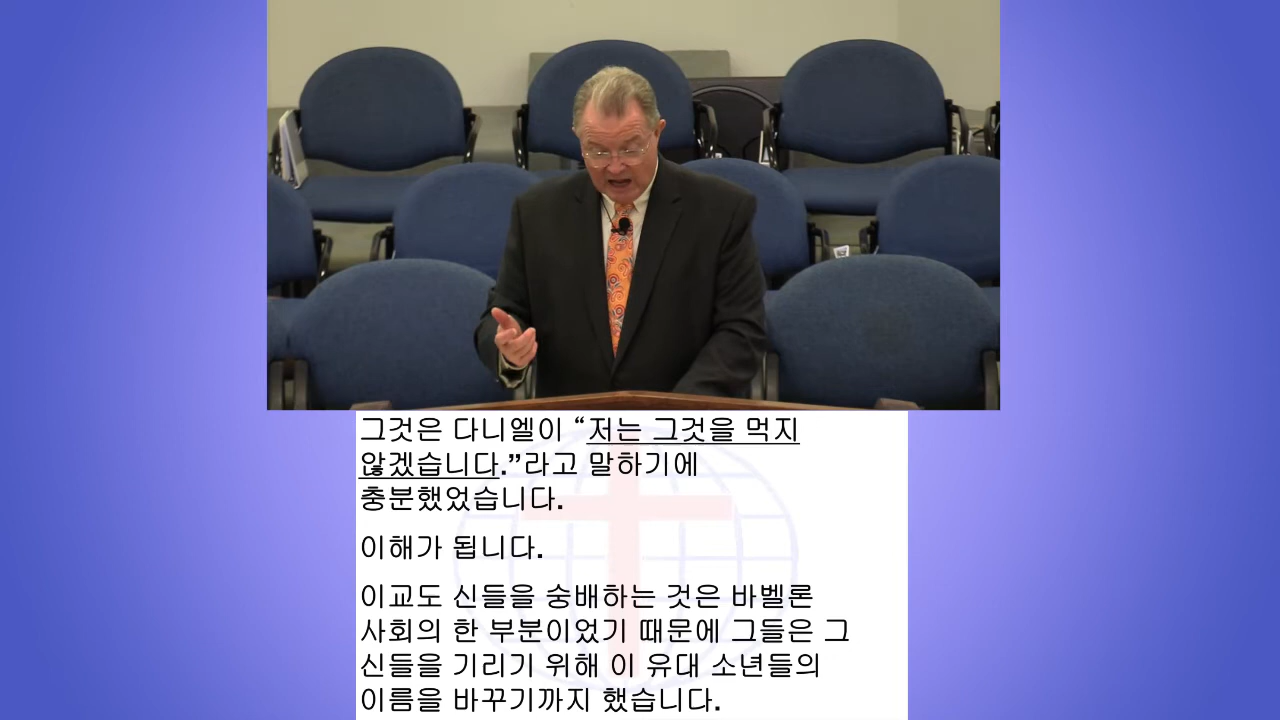 그것은 다니엘이 “저는 그것을 먹지
않겠습니다.”라고 말하기에
충분했었습니다.
이해가 됩니다.
이교도 신들을 숭배하는 것은 바벨론
사회의 한 부분이었기 때문에 그들은 그
신들을 기리기 위해 이 유대 소년들의
이름을 바꾸기까지 했습니다.